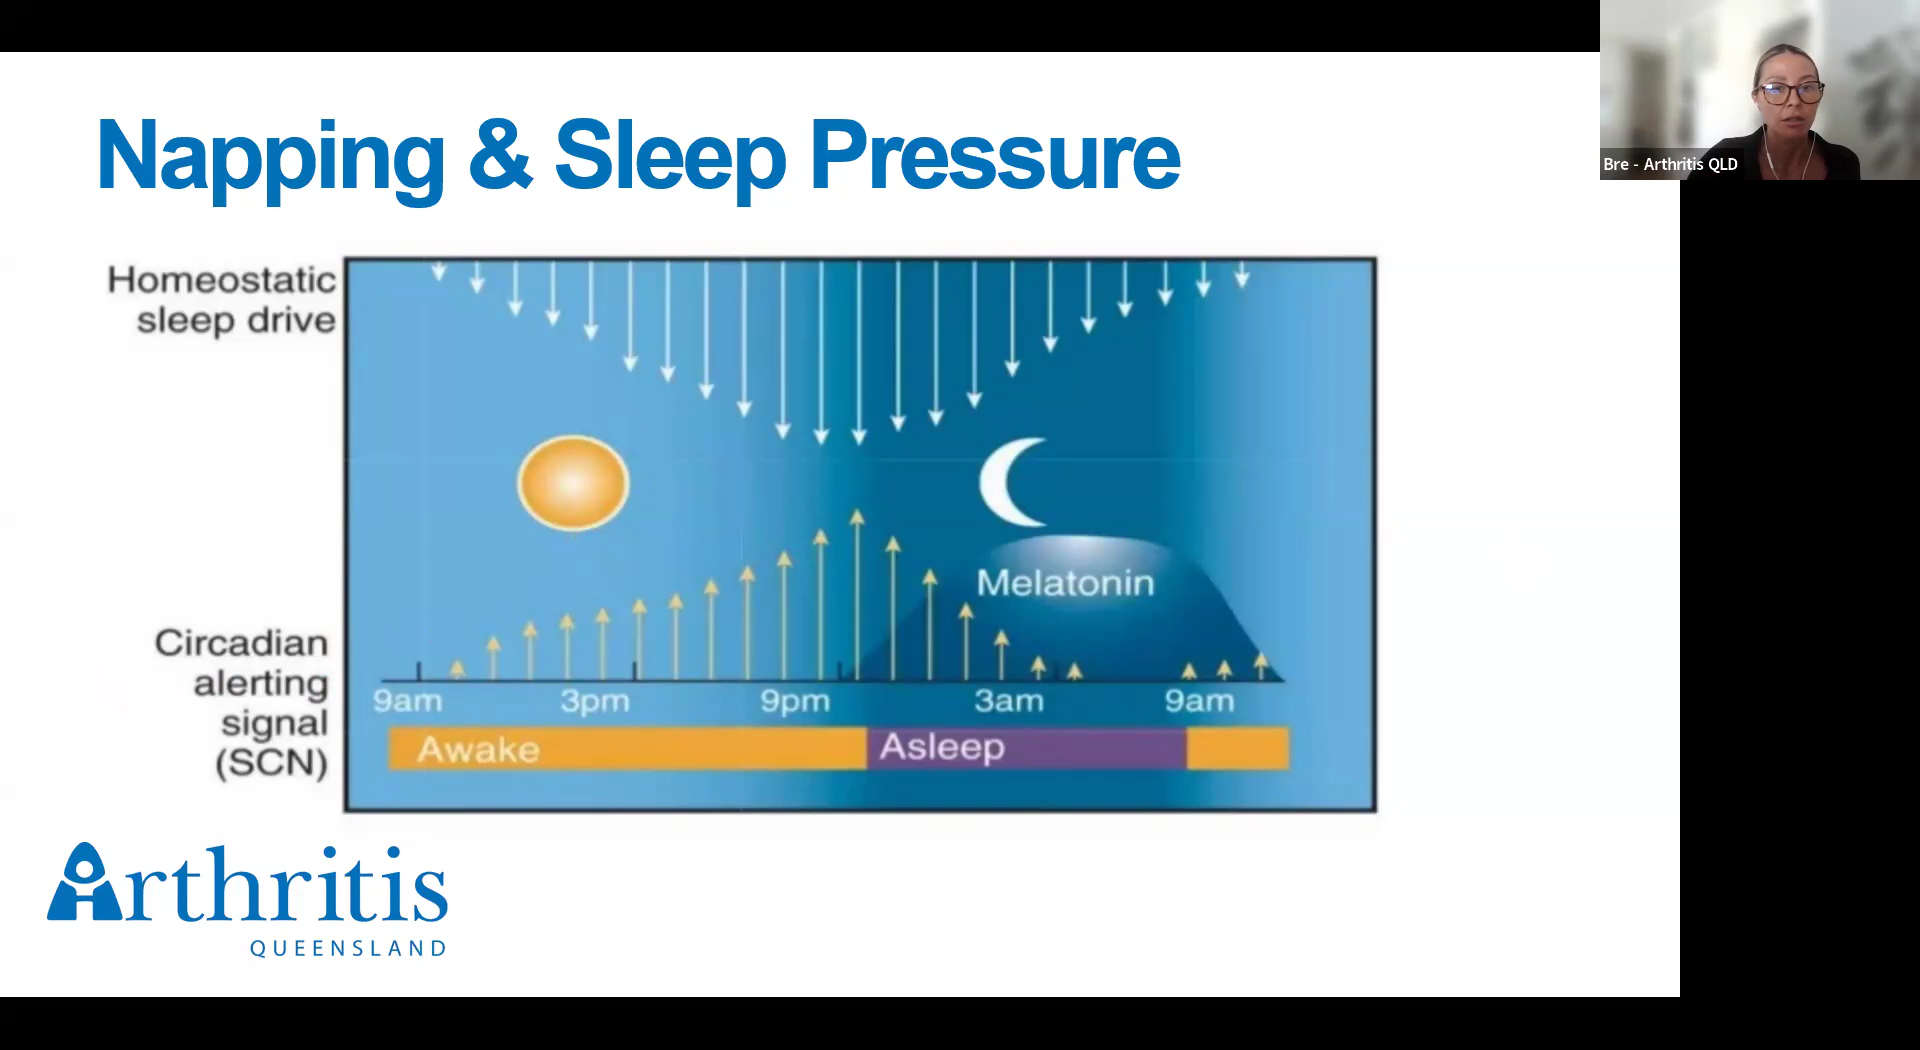 Napping & Sleep Pressure
Bre - Arthritis QLD
Homeostatic
sleep drive
Melatonin
Circadian
alerting
signal
(SCN)
9am 3pm 9pm 3am 9am
Awake Asleep
Arthritis
QUEENSLAND